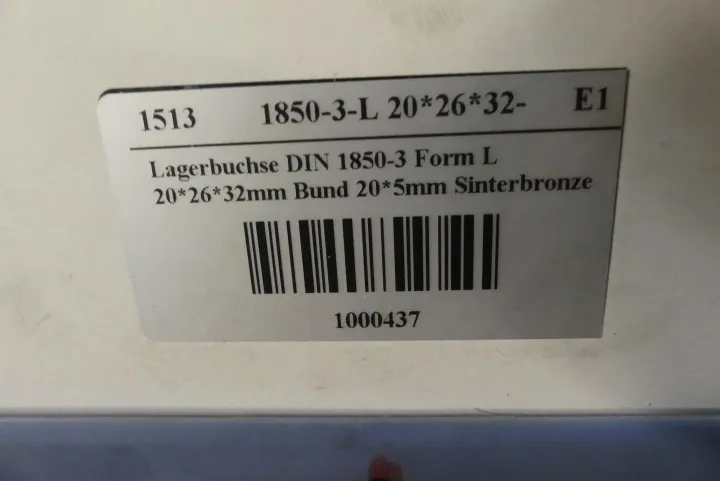 1513 1850-3-L 20*26*32- E1
Lagerbuchse DIN 1850-3 Form L
20*26*32mm Bund 20*5mm Sinterbronze
1000437